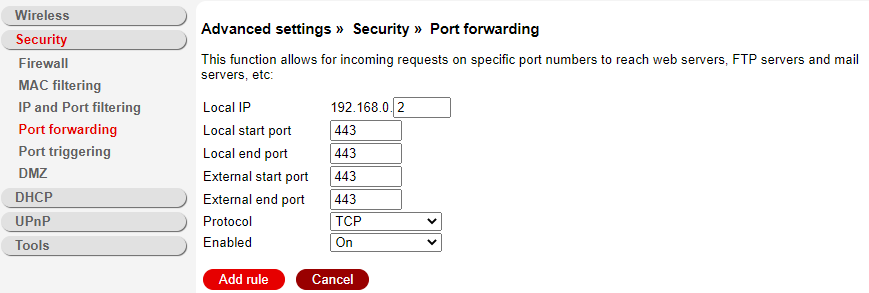 Wireless
Security
Firewall
MAC filtering
IP and Port filtering
Port forwarding
Port triggering
DMZ
DHCP
UPnP
Tools
Advanced settings » Security » Port forwarding
This function allows for incoming requests on specific port numbers to reach web servers, FTP servers and mail
servers, etc:
Local IP 192.168.0. 2
Local start port 443
Local end port 443
External start port 443
External end port 443
Protocol TCP
Enabled On
Add rule Cancel